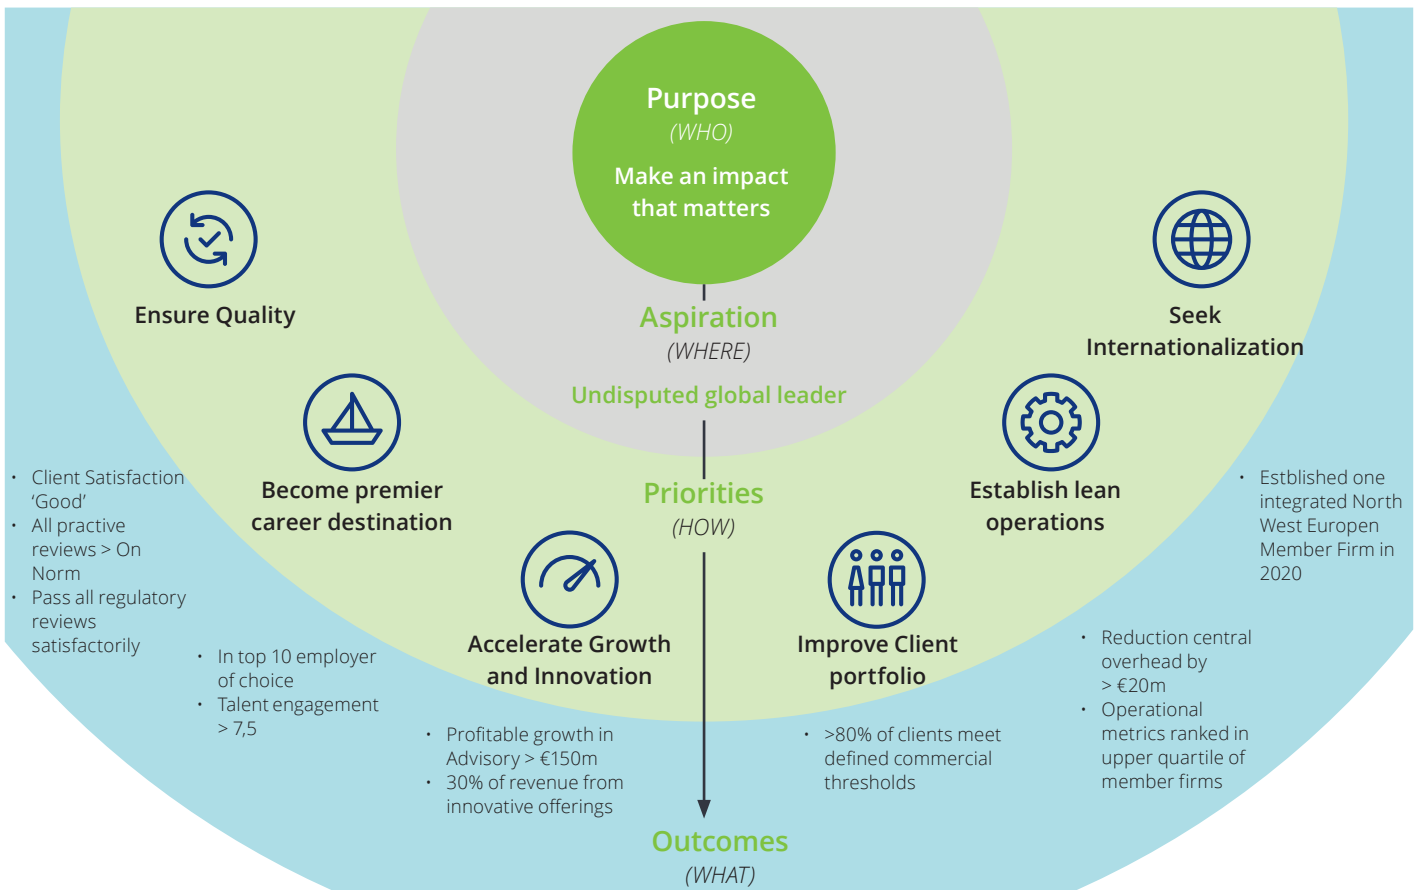 Purpose
(WHO)
Make an impact
that matters
Aspiration
(WHERE)
Undisputed global leader
Priorities
(HOW)
Ensure Quality
Become premier
career destination
Accelerate Growth
and Innovation
Improve Client
portfolio
Establish lean
operations
Seek
Internationalization
• Client Satisfaction
‘Good’
• All practive
reviews > On
Norm
• Pass all regulatory
reviews
satisfactorily
• In top 10 employer
of choice
• Talent engagement
> 7,5
• Profitable growth in
Advisory > €150m
• 30% of revenue from
innovative offerings
• >80% of clients meet
defined commercial
thresholds
• Reduction central
overhead by
> €20m
• Operational
metrics ranked in
upper quartile of
member firms
• Estblished one
integrated North
West Europen
Member Firm in
2020
Outcomes
(WHAT)